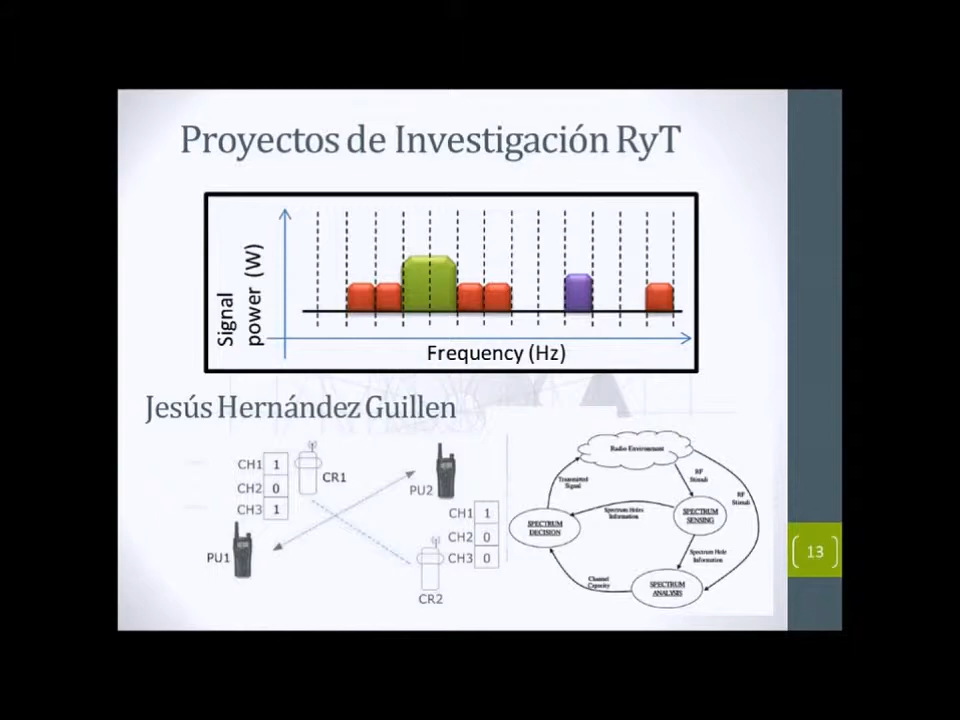 Proyectos de Investigación RyT
Signal
power (W)
Frequency (Hz)
Jesús Hernández Guillen
CH1 1
CH2 0
CH3 1
CR1
PU2
PU1
CH1 1
CH2 0
CH3 0
CR2
Radio Environment
Transmitted
Signal
RF
Stimuli
RF
Stimuli
Spectrum Holes
Information
SPECTRUM
DECISION
SPECTRUM
SENSING
Spectrum Hole
Information
Channel
Capacity
SPECTRUM
ANALYSIS
13